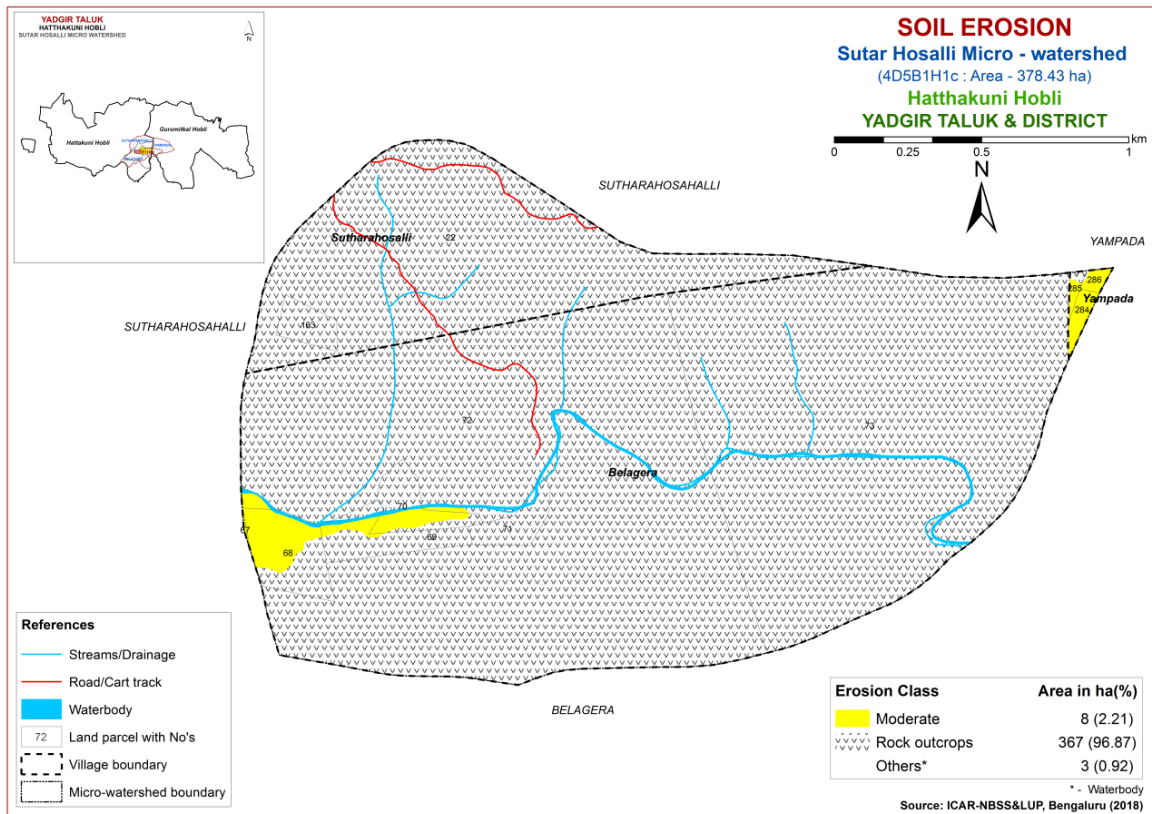 YADGIR TALUK
HATTHAKUNI HOBLI
SUTAR HOSALLI MICRO WATERSHED
N
Gurumitkal Hobli
Hattakuni Hobli
SOIL EROSION
Sutar Hosalli Micro - watershed
(4D5B1H1c : Area - 378.43 ha)
Hatthakuni Hobli
YADGIR TALUK & DISTRICT
km
0 0.25 0.5 1
N
SUTHARAHOSAHALLI
YAMPADA
Sutharahosalli
22
286
285
Yampada
284
163
SUTHARAHOSAHALLI
72
73
Belagera
70
67
71
69
68
BELAGERA
References
Streams/Drainage
Road/Cart track
Waterbody
72 Land parcel with No's
Village boundary
Micro-watershed boundary
Erosion Class Area in ha(%)
Moderate 8 (2.21)
Rock outcrops 367 (96.87)
Others* 3 (0.92)
* - Waterbody
Source: ICAR-NBSS&LUP, Bengaluru (2018)